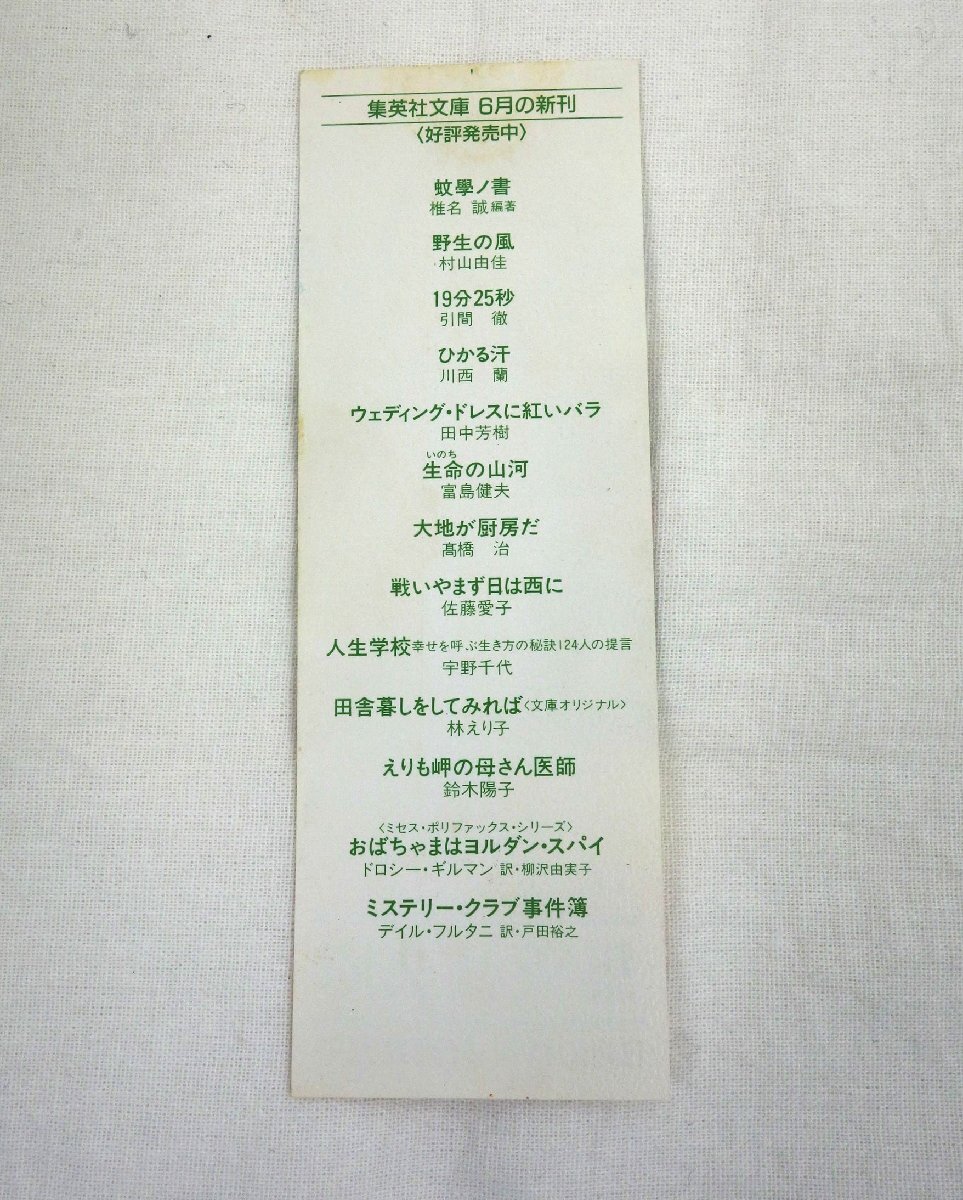 集英社文庫 6月の新刊
〈好評発売中〉
蚊學ノ書
椎名 誠 編著
野生の風
村山由佳
19分25秒
引間 徹
ひかる汗
川西 蘭
ウェディング・ドレスに紅いバラ
田中芳樹
いのち
生命の山河
富島健夫
大地が厨房だ
髙橋 治
戦いやまず日は西に
佐藤愛子
人生学校 幸せを呼ぶ生き方の秘訣124人の提言
宇野千代
田舎暮しをしてみれば〈文庫オリジナル〉
林えり子
えりも岬の母さん医師
鈴木陽子
〈ミセス・ポリファックス・シリーズ〉
おばちゃまはヨルダン・スパイ
ドロシー・ギルマン 訳・柳沢由実子
ミステリー・クラブ事件簿
デイル・フルタニ 訳・戸田裕之